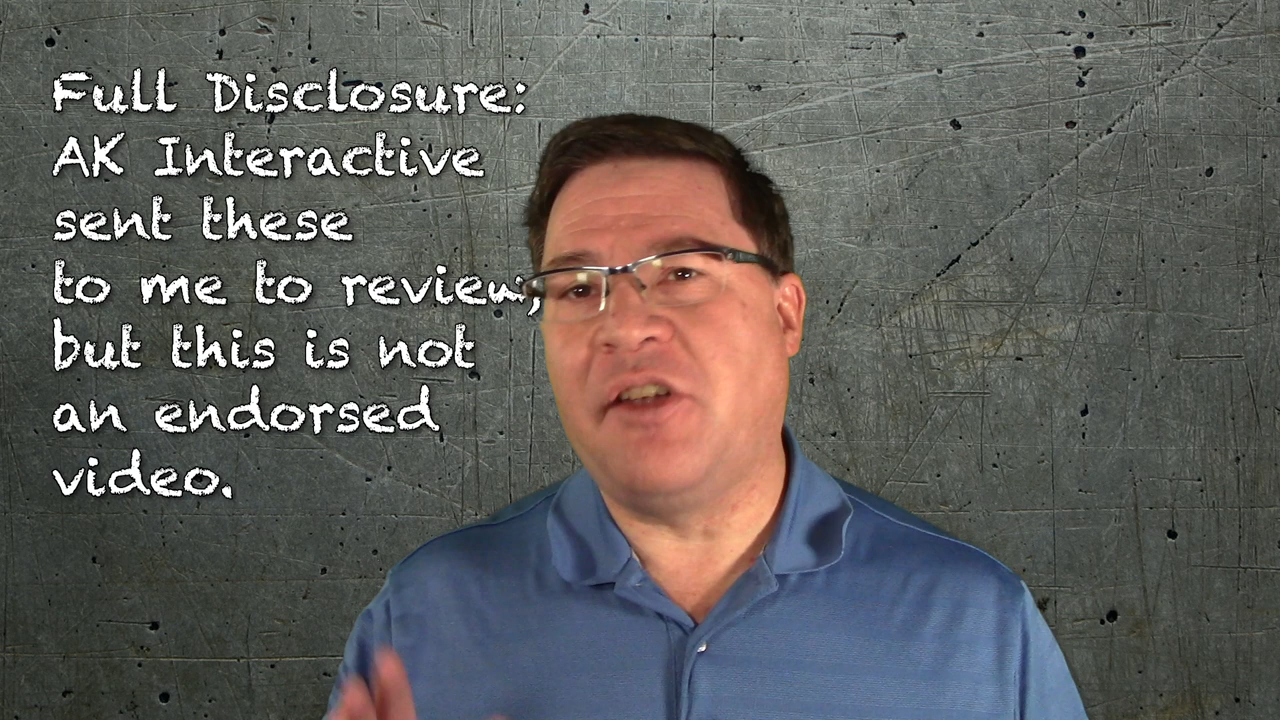 Full Disclosure:
AK Interactive
sent these
to me to review,
but this is not
an endorsed
video.